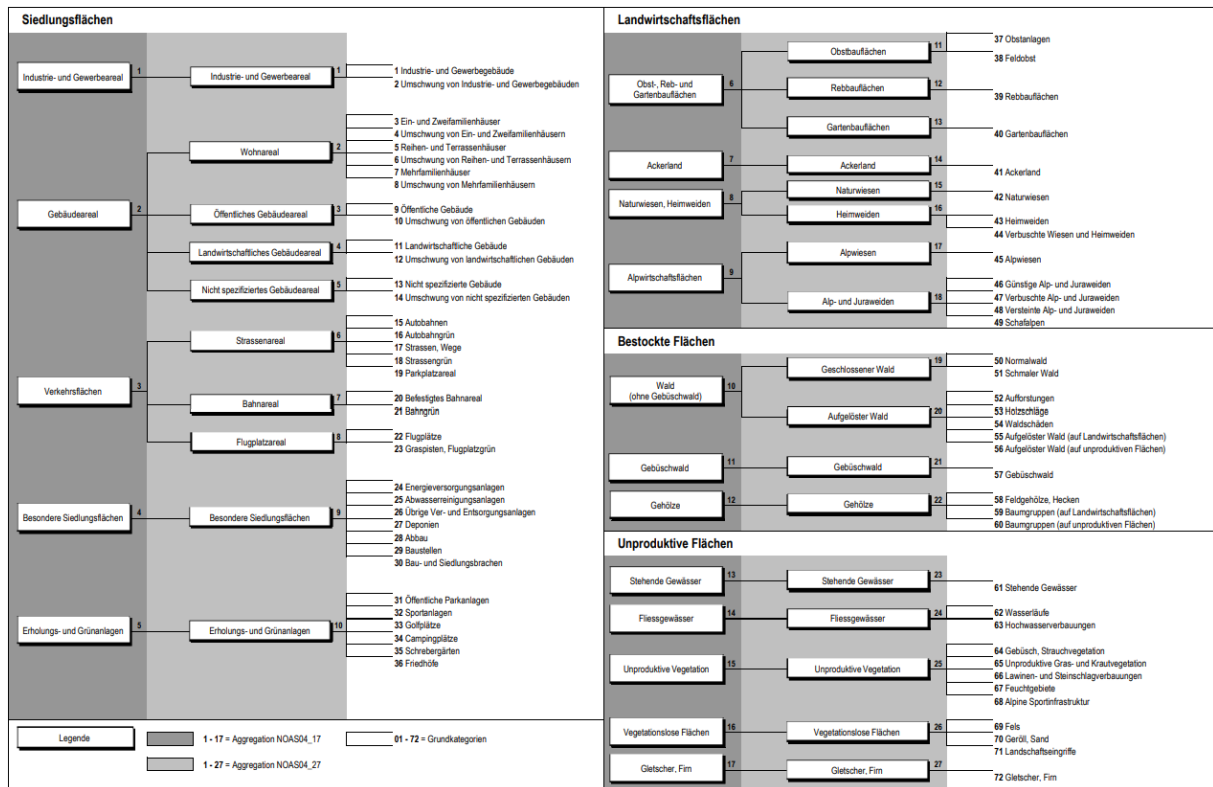 Siedlungsflächen
Industrie- und Gewerbeareal 1 Industrie- und Gewerbeareal 1
1 Industrie- und Gewerbegebäude
2 Umschwung von Industrie- und Gewerbegebäuden
Gebäudeareal 2
Wohnareal 2
3 Ein- und Zweifamilienhäuser
4 Umschwung von Ein- und Zweifamilienhäusern
5 Reihen- und Terrassenhäuser
6 Umschwung von Reihen- und Terrassenhäusern
7 Mehrfamilienhäuser
8 Umschwung von Mehrfamilienhäusern
Öffentliches Gebäudeareal 3
9 Öffentliche Gebäude
10 Umschwung von öffentlichen Gebäuden
Landwirtschaftliches Gebäudeareal 4
11 Landwirtschaftliche Gebäude
12 Umschwung von landwirtschaftlichen Gebäuden
Nicht spezifiziertes Gebäudeareal 5
13 Nicht spezifizierte Gebäude
14 Umschwung von nicht spezifizierten Gebäuden
Verkehrsflächen 3
Strassenareal 6
15 Autobahnen
16 Autobahngrün
17 Strassen, Wege
18 Strassengrün
19 Parkplatzareal
Bahnareal 7
20 Befestigtes Bahnareal
21 Bahngrün
Flugplatzareal 8
22 Flugplätze
23 Graspisten, Flugplatzgrün
Besondere Siedlungsflächen 4 Besondere Siedlungsflächen 9
24 Energieversorgungsanlagen
25 Abwasserreinigungsanlagen
26 Übrige Ver- und Entsorgungsanlagen
27 Deponien
28 Abbau
29 Baustellen
30 Bau- und Siedlungsbrachen
Erholungs- und Grünanlagen 5 Erholungs- und Grünanlagen 10
31 Öffentliche Parkanlagen
32 Sportanlagen
33 Golfplätze
34 Campingplätze
35 Schrebergärten
36 Friedhöfe
Legende
1 - 17 = Aggregation NOAS04_17
01 - 72 = Grundkategorien
1 - 27 = Aggregation NOAS04_27
Landwirtschaftsflächen
Obst-, Reb- und
Gartenbauflächen 6
Obstbauflächen 11
37 Obstanlagen
38 Feldobst
Rebbauflächen 12
39 Rebbauflächen
Gartenbauflächen 13
40 Gartenbauflächen
Ackerland 7 Ackerland 14
41 Ackerland
Naturwiesen, Heimweiden 8
Naturwiesen 15
42 Naturwiesen
Heimweiden 16
43 Heimweiden
44 Verbuschte Wiesen und Heimweiden
Alpwirtschaftsflächen 9
Alpwiesen 17
45 Alpwiesen
Alp- und Juraweiden 18
46 Günstige Alp- und Juraweiden
47 Verbuschte Alp- und Juraweiden
48 Versteinte Alp- und Juraweiden
49 Schafalpen
Bestockte Flächen
Wald
(ohne Gebüschwald) 10
Geschlossener Wald 19
50 Normalwald
51 Schmaler Wald
Aufgelöster Wald 20
52 Aufforstungen
53 Holzschläge
54 Waldschäden
55 Aufgelöster Wald (auf Landwirtschaftsflächen)
56 Aufgelöster Wald (auf unproduktiven Flächen)
Gebüschwald 11 Gebüschwald 21
57 Gebüschwald
Gehölze 12 Gehölze 22
58 Feldgehölze, Hecken
59 Baumgruppen (auf Landwirtschaftsflächen)
60 Baumgruppen (auf unproduktiven Flächen)
Unproduktive Flächen
Stehende Gewässer 13 Stehende Gewässer 23
61 Stehende Gewässer
Fliessgewässer 14 Fliessgewässer 24
62 Wasserläufe
63 Hochwasserverbauungen
Unproduktive Vegetation 15 Unproduktive Vegetation 25
64 Gebüsch, Strauchvegetation
65 Unproduktive Gras- und Krautvegetation
66 Lawinen- und Steinschlagverbauungen
67 Feuchtgebiete
68 Alpine Sportinfrastruktur
Vegetationslose Flächen 16 Vegetationslose Flächen 26
69 Fels
70 Geröll, Sand
71 Landschaftseingriffe
Gletscher, Firn 17 Gletscher, Firn 27
72 Gletscher, Firn